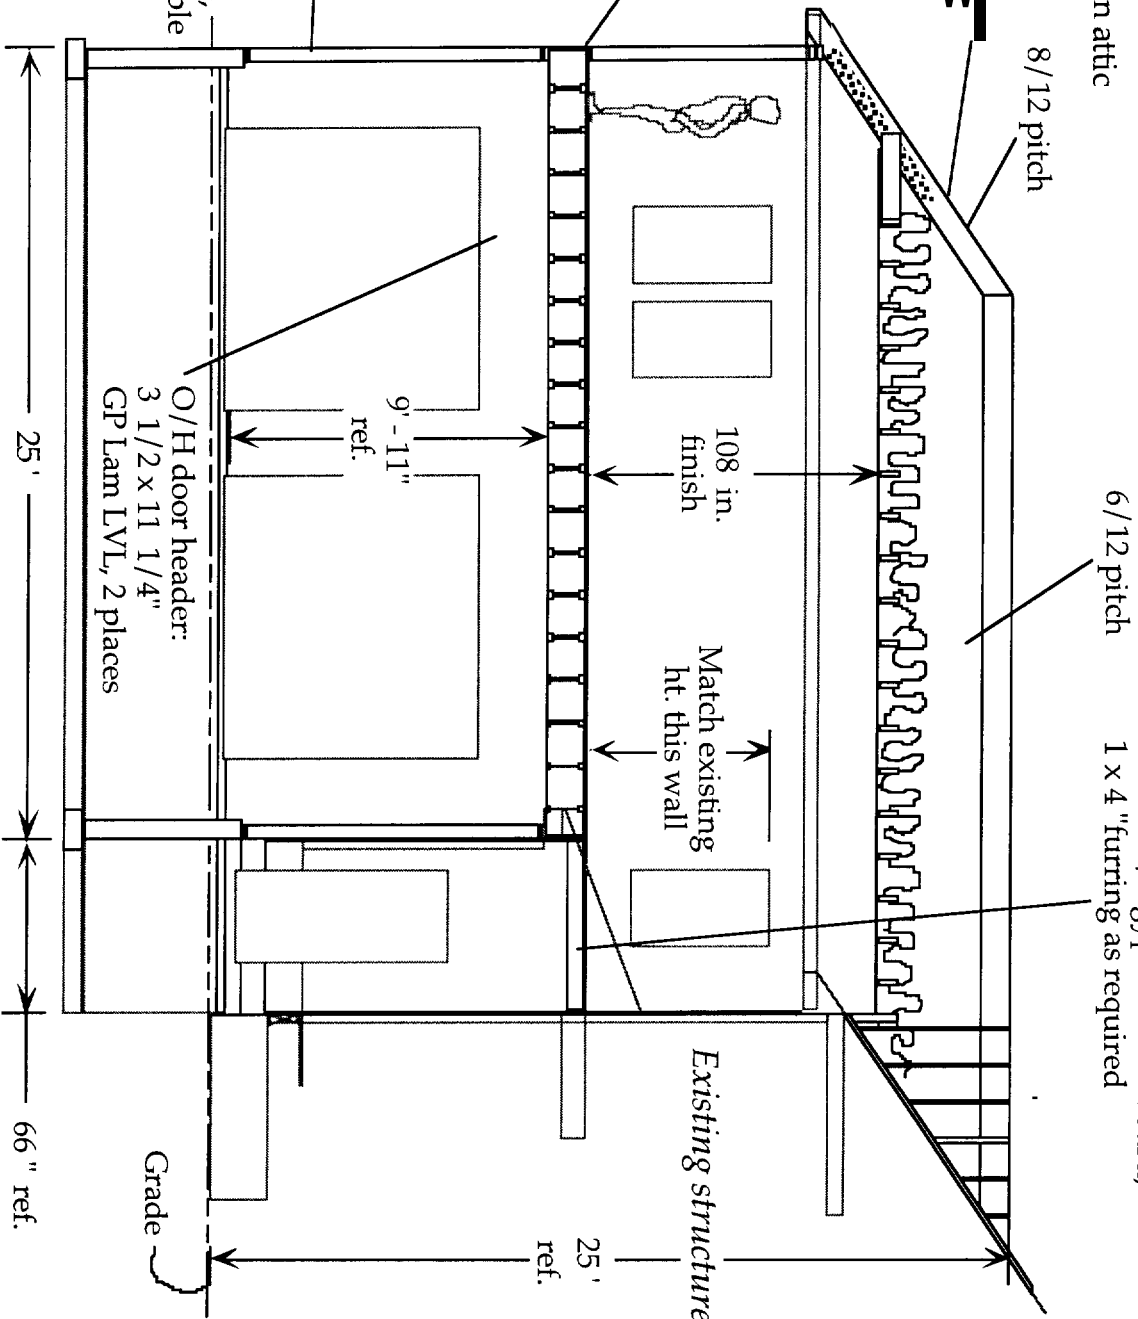 n attic
8/12 pitch
6/12 pitch
1 x 4 "furring as required
108 in.
finish
Match existing
ht. this wall
Existing structure
9' - 11"
ref.
25'
ref.
O/H door header:
3 1/2 x 11 1/4"
GP Lam LVL, 2 places
ble
Grade
25'
66" ref.